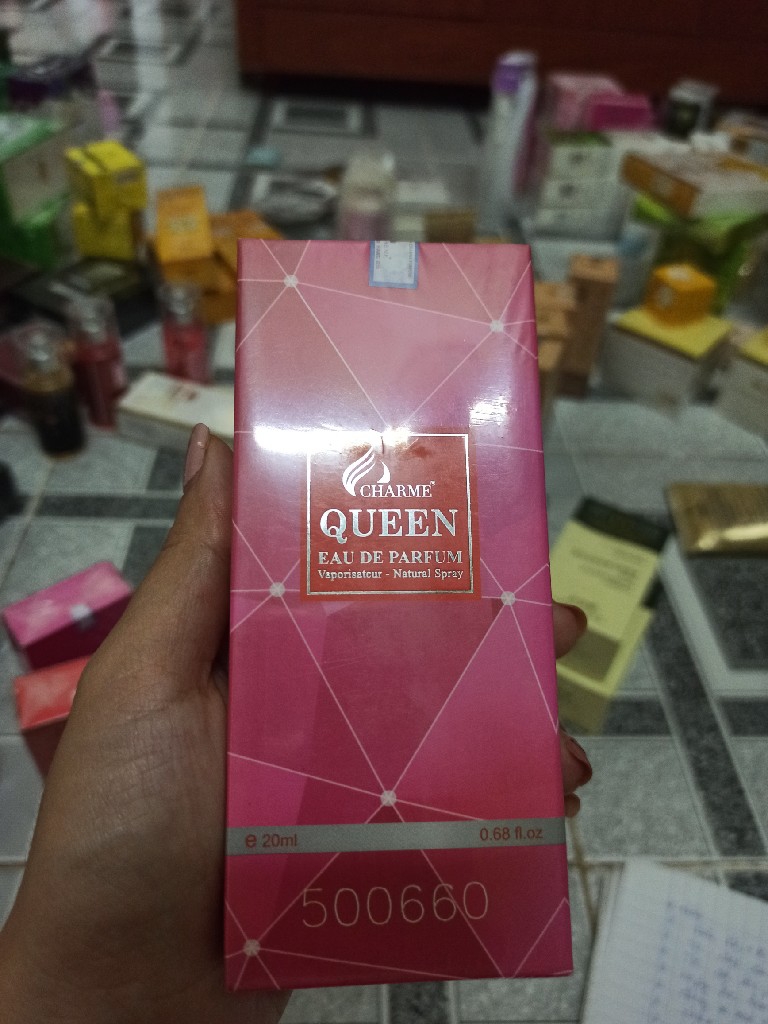 CHARME
QUEEN
EAU DE PARFUM
Vaporisateur - Natural Spray
e 20ml
0.68 fl.oz
500660